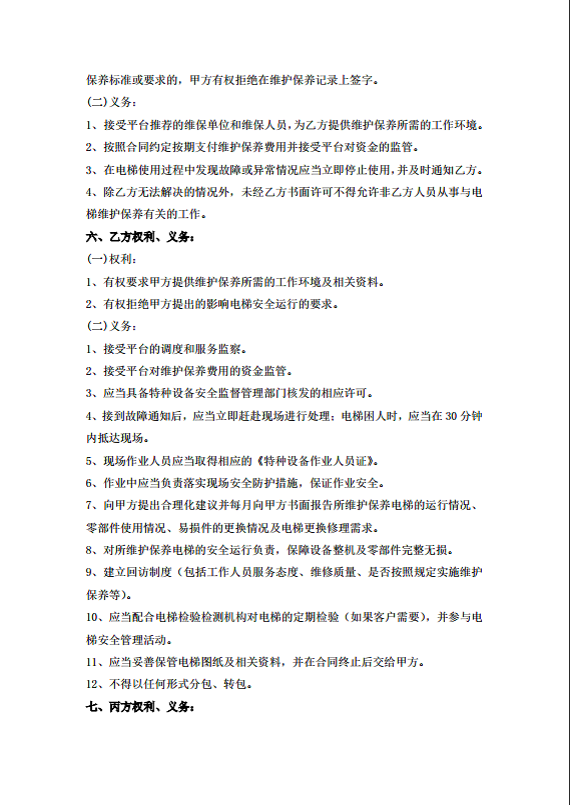 保养标准或要求的，甲方有权拒绝在维护保养记录上签字。
(二)义务：
1、接受平台推荐的维保单位和维保人员，为乙方提供维护保养所需的工作环境。
2、按照合同约定按期支付维护保养费用并接受平台对资金的监管。
3、在电梯使用过程中发现故障或异常情况应当立即停止使用，并及时通知乙方。
4、除乙方无法解决的情况外，未经乙方书面许可不得允许非乙方人员从事与电
梯维护保养有关的工作。
六、乙方权利、义务：
(一)权利：
1、有权要求甲方提供维护保养所需的工作环境及相关资料。
2、有权拒绝甲方提出的影响电梯安全运行的要求。
(二)义务：
1、接受平台的调度和服务监察。
2、接受平台对维护保养费用的资金监管。
3、应当具备特种设备安全监督管理部门核发的相应许可。
4、接到故障通知后，应当立即赶赴现场进行处理；电梯困人时，应当在 30 分钟
内抵达现场。
5、现场作业人员应当取得相应的《特种设备作业人员证》。
6、作业中应当负责落实现场安全防护措施，保证作业安全。
7、向甲方提出合理化建议并每月向甲方书面报告所维护保养电梯的运行情况、
零部件使用情况、易损件的更换情况及电梯更换修理需求。
8、对所维护保养电梯的安全运行负责，保障设备整机及零部件完整无损。
9、建立回访制度（包括工作人员服务态度、维修质量、是否按照规定实施维护
保养等）。
10、应当配合电梯检验检测机构对电梯的定期检验（如果客户需要），并参与电
梯安全管理活动。
11、应当妥善保管电梯图纸及相关资料，并在合同终止后交给甲方。
12、不得以任何形式分包、转包。
七、丙方权利、义务：